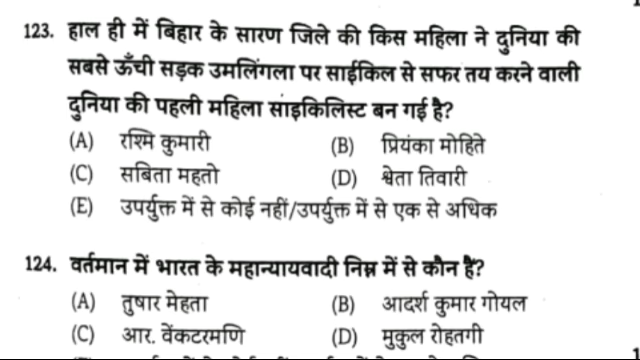 123. हाल ही में बिहार के सारण जिले की किस महिला ने दुनिया की
सबसे ऊँची सड़क उमलिंगला पर साईकिल से सफर तय करने वाली
दुनिया की पहली महिला साइकिलिस्ट बन गई है?
(A) रश्मि कुमारी (B) प्रियंका मोहिते
(C) सबिता महतो (D) श्वेता तिवारी
(E) उपर्युक्त में से कोई नहीं/उपर्युक्त में से एक से अधिक
124. वर्तमान में भारत के महान्यायवादी निम्न में से कौन हैं?
(A) तुषार मेहता (B) आदर्श कुमार गोयल
(C) आर. वेंकटरमणि (D) मुकुल रोहतगी